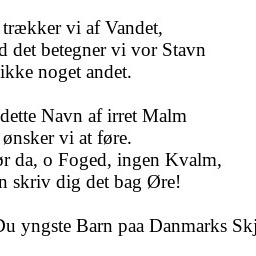 trækker vi af Vandet,
d det betegner vi vor Stavn
ikke noget andet.
dette Navn af irret Malm
ønsker vi at føre.
ør da, o Foged, ingen Kvalm,
n skriv dig det bag Øre!
Du yngste Barn paa Danmarks Skj